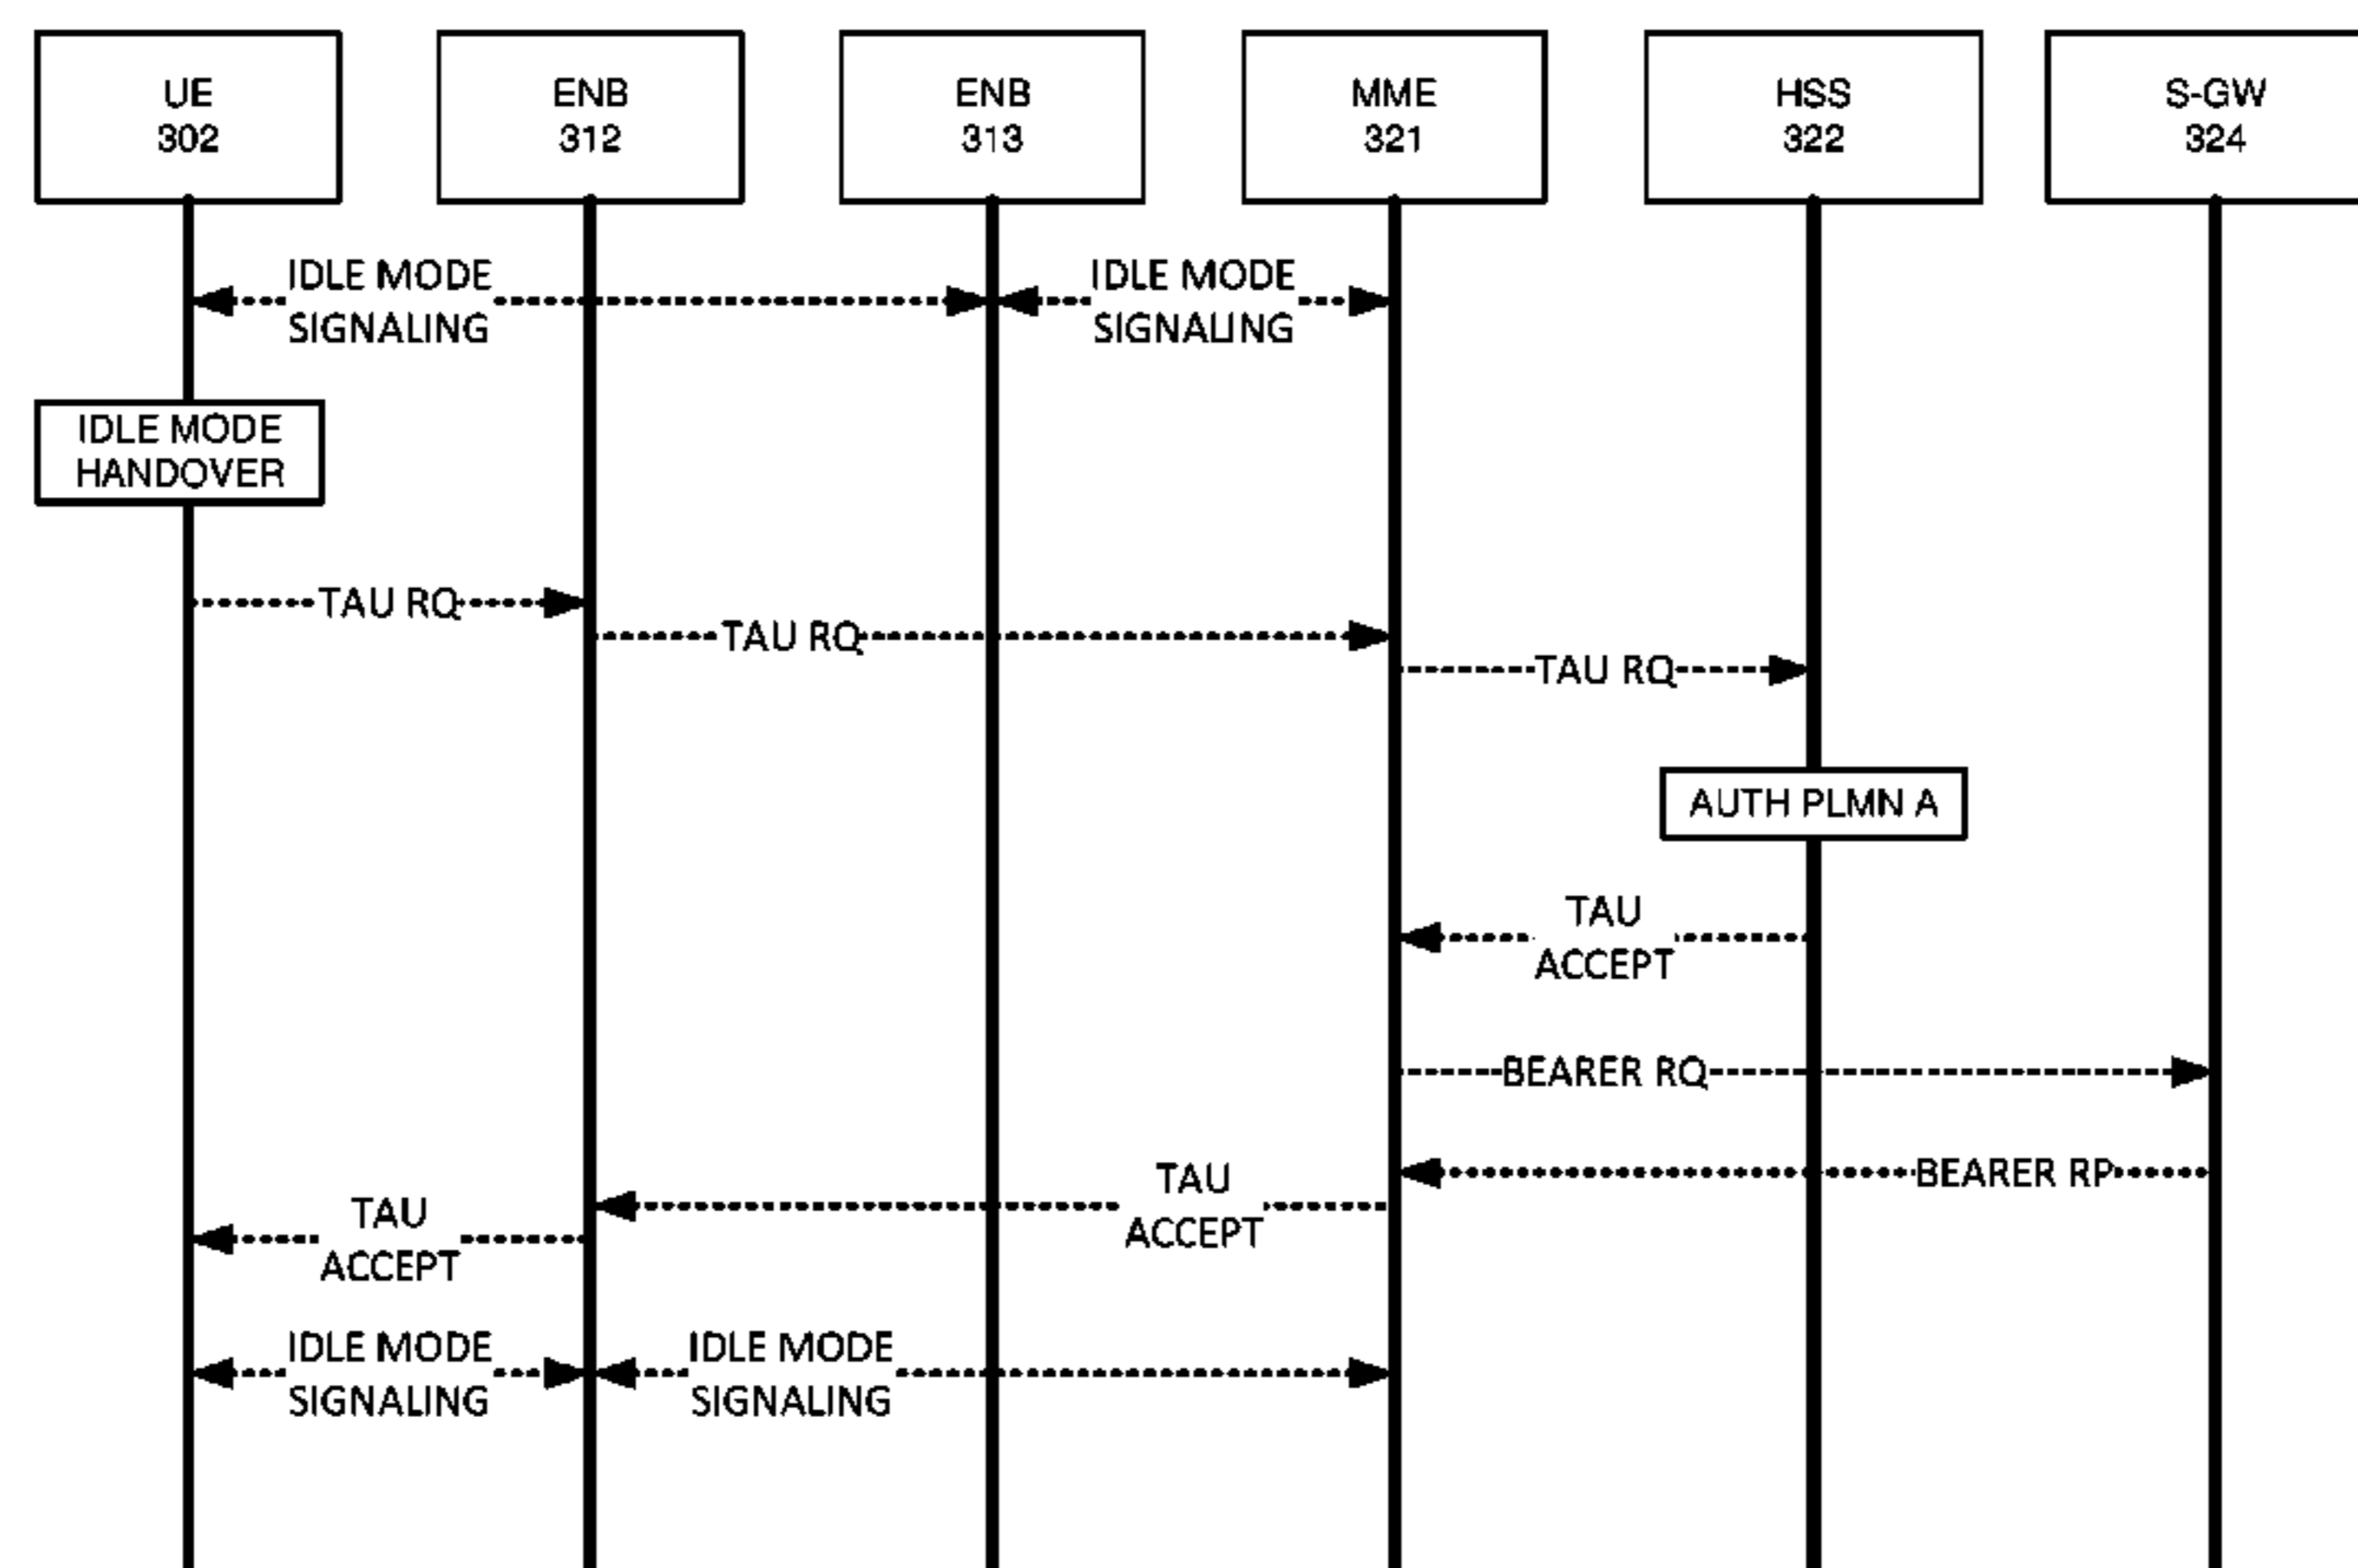 UE
302
ENB
312
ENB
313
MME
321
HSS
322
S-GW
324
IDLE MODE
SIGNALING
IDLE MODE
SIGNALING
IDLE MODE
HANDOVER
TAU RQ
TAU RQ
TAU RQ
AUTH PLMN A
TAU
ACCEPT
BEARER RQ
BEARER RP
TAU
ACCEPT
TAU
ACCEPT
IDLE MODE
SIGNALING
IDLE MODE
SIGNALING